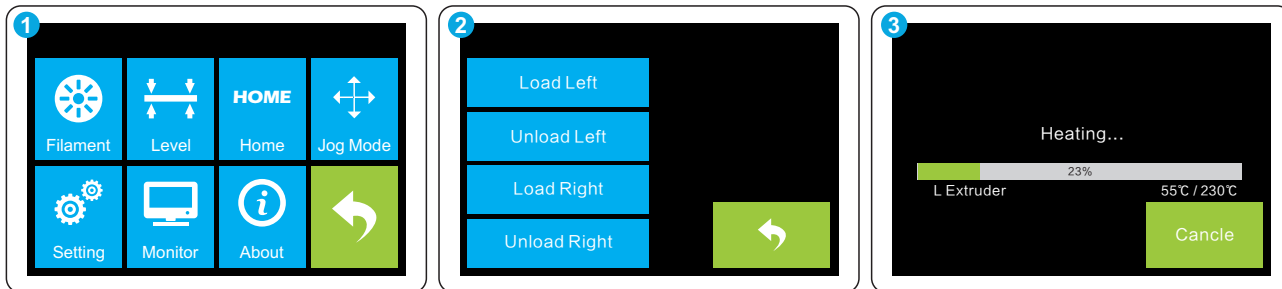 1
HOME
Filament Level Home Jog Mode
Setting Monitor About
2
Load Left
Unload Left
Load Right
Unload Right
3
Heating...
23%
L Extruder 55℃ / 230℃
Cancle